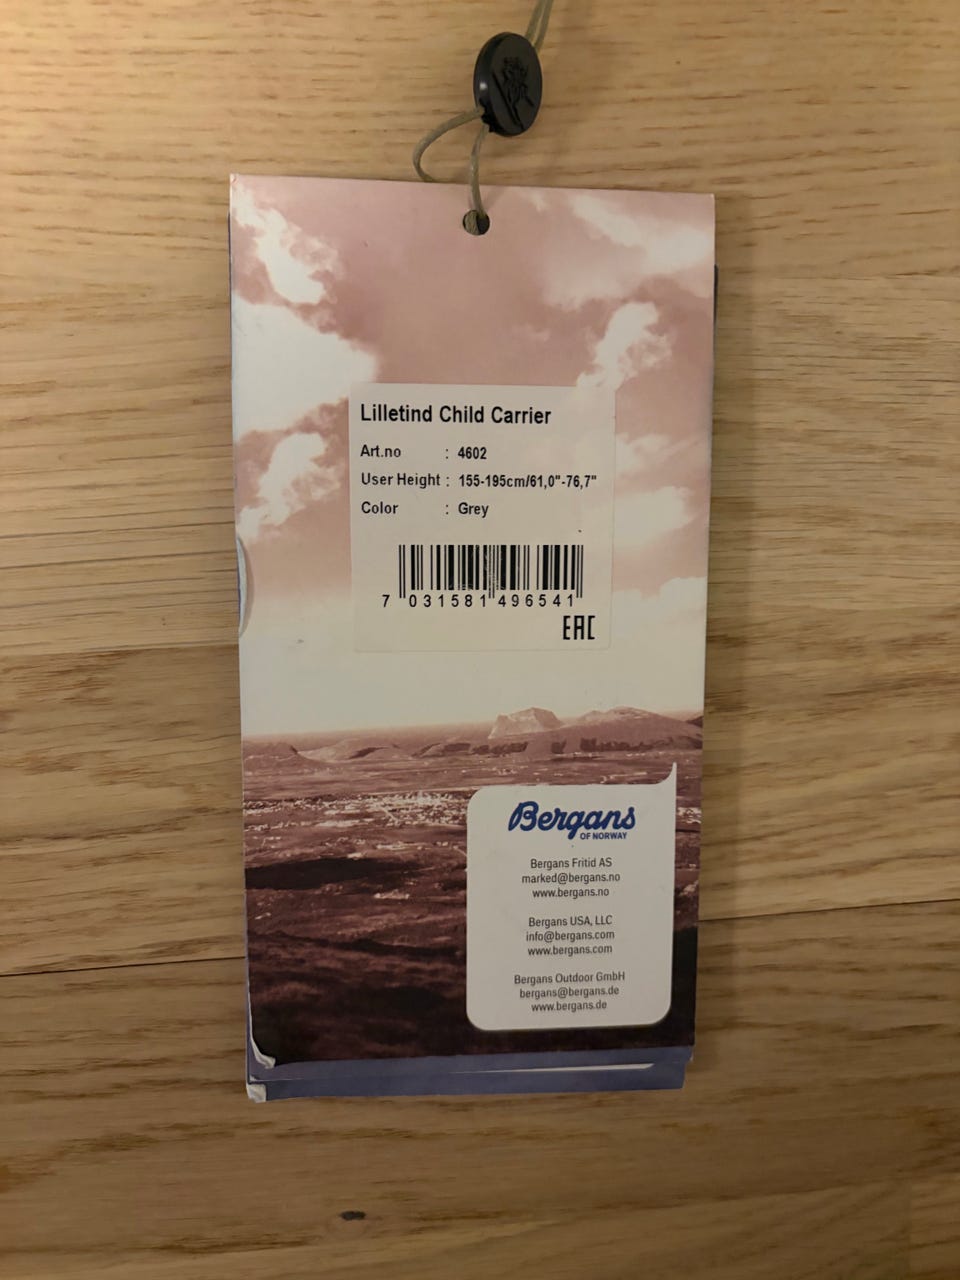 Lilletind Child Carrier
Art.no : 4602
User Height : 155-195cm/61,0"-76,7"
Color : Grey
7 031581 496541
EAC
Bergans
OF NORWAY
Bergans Fritid AS
marked@bergans.no
www.bergans.no
Bergans USA, LLC
info@bergans.com
www.bergans.com
Bergans Outdoor GmbH
bergans@bergans.de
www.bergans.de